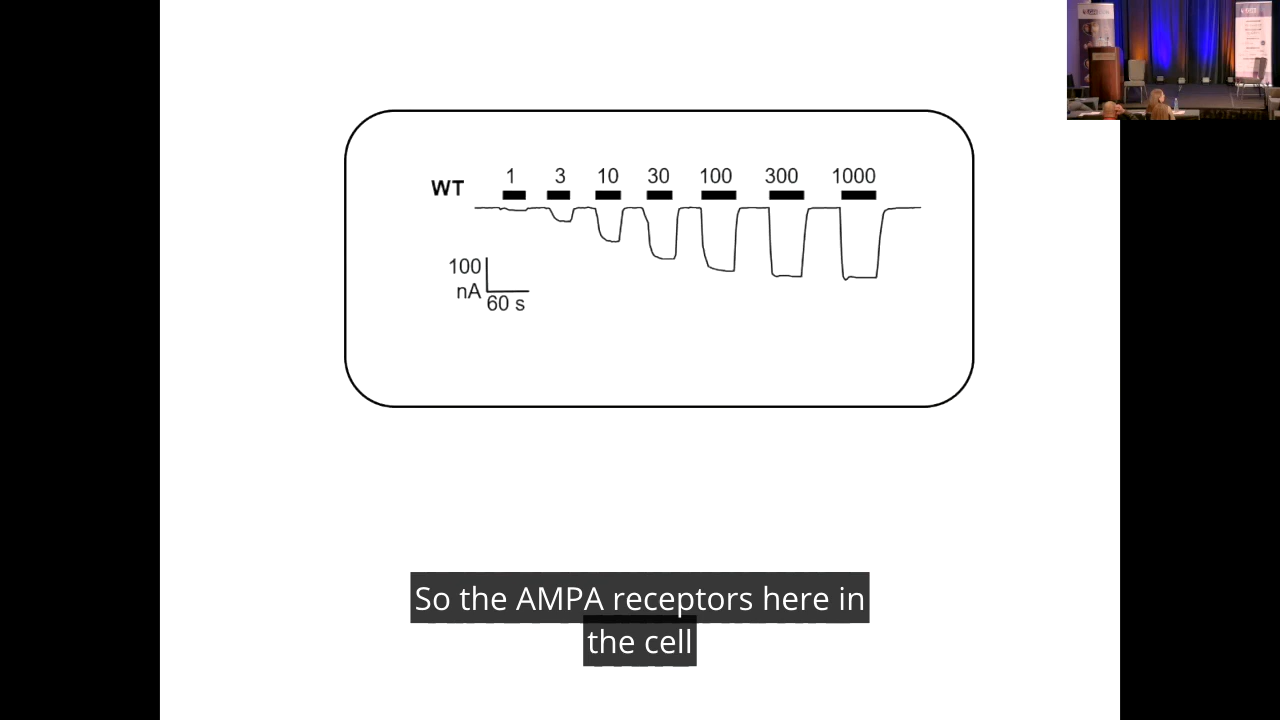 WT 1 3 10 30 100 300 1000
100
nA
60 s
So the AMPA receptors here in
the cell